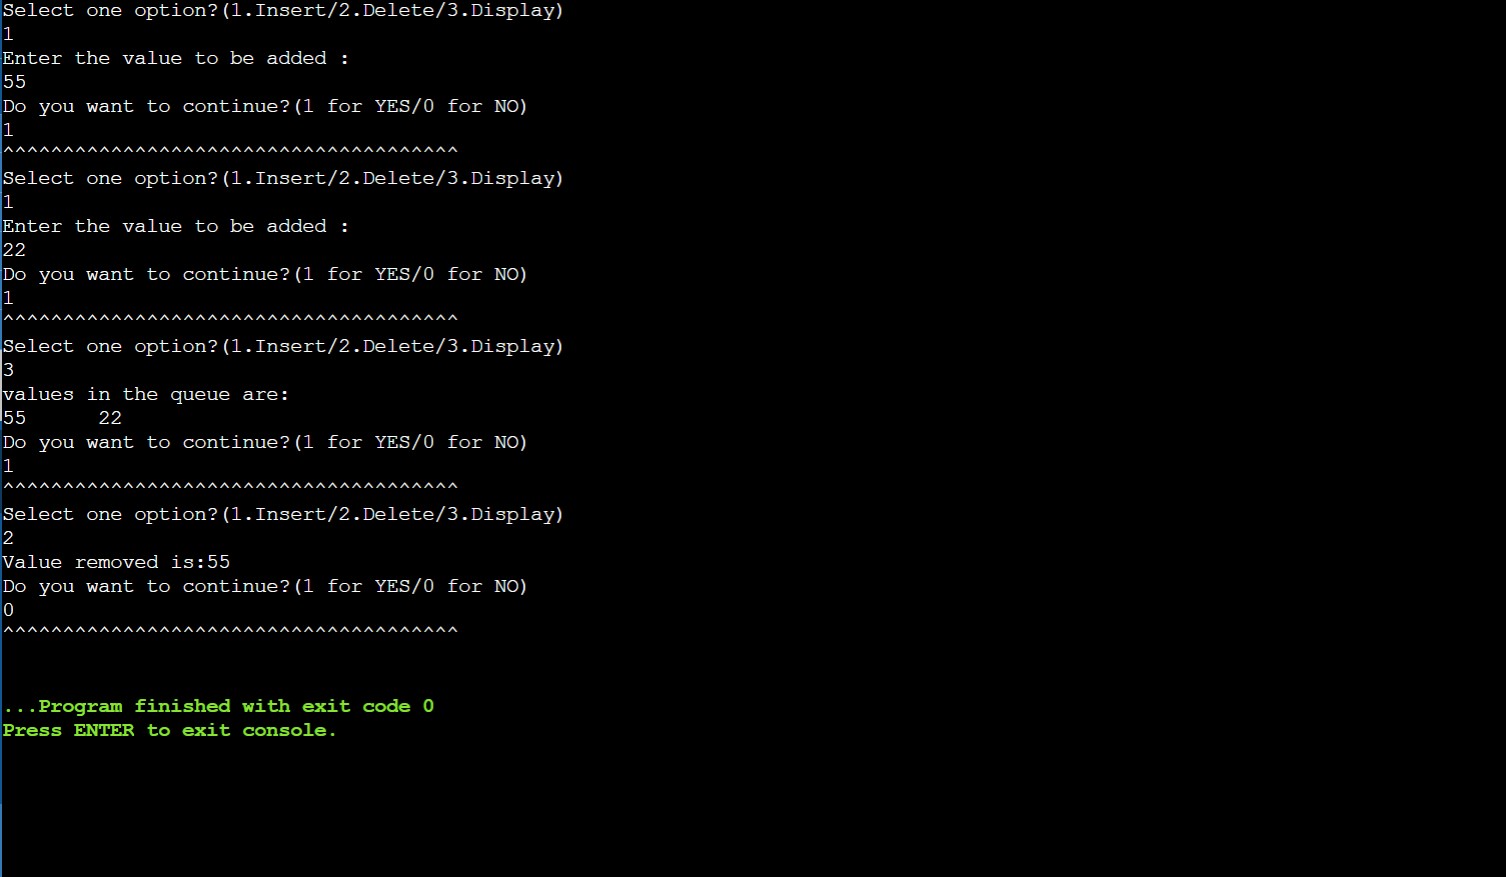 Select one option?(1.Insert/2.Delete/3.Display)
1
Enter the value to be added :
55
Do you want to continue?(1 for YES/0 for NO)
1
^^^^^^^^^^^^^^^^^^^^^^^^^^^^^^^^^^^^^^
Select one option?(1.Insert/2.Delete/3.Display)
1
Enter the value to be added :
22
Do you want to continue?(1 for YES/0 for NO)
1
^^^^^^^^^^^^^^^^^^^^^^^^^^^^^^^^^^^^^^
Select one option?(1.Insert/2.Delete/3.Display)
3
values in the queue are:
55      22
Do you want to continue?(1 for YES/0 for NO)
1
^^^^^^^^^^^^^^^^^^^^^^^^^^^^^^^^^^^^^^
Select one option?(1.Insert/2.Delete/3.Display)
2
Value removed is:55
Do you want to continue?(1 for YES/0 for NO)
0
^^^^^^^^^^^^^^^^^^^^^^^^^^^^^^^^^^^^^^
...Program finished with exit code 0
Press ENTER to exit console.